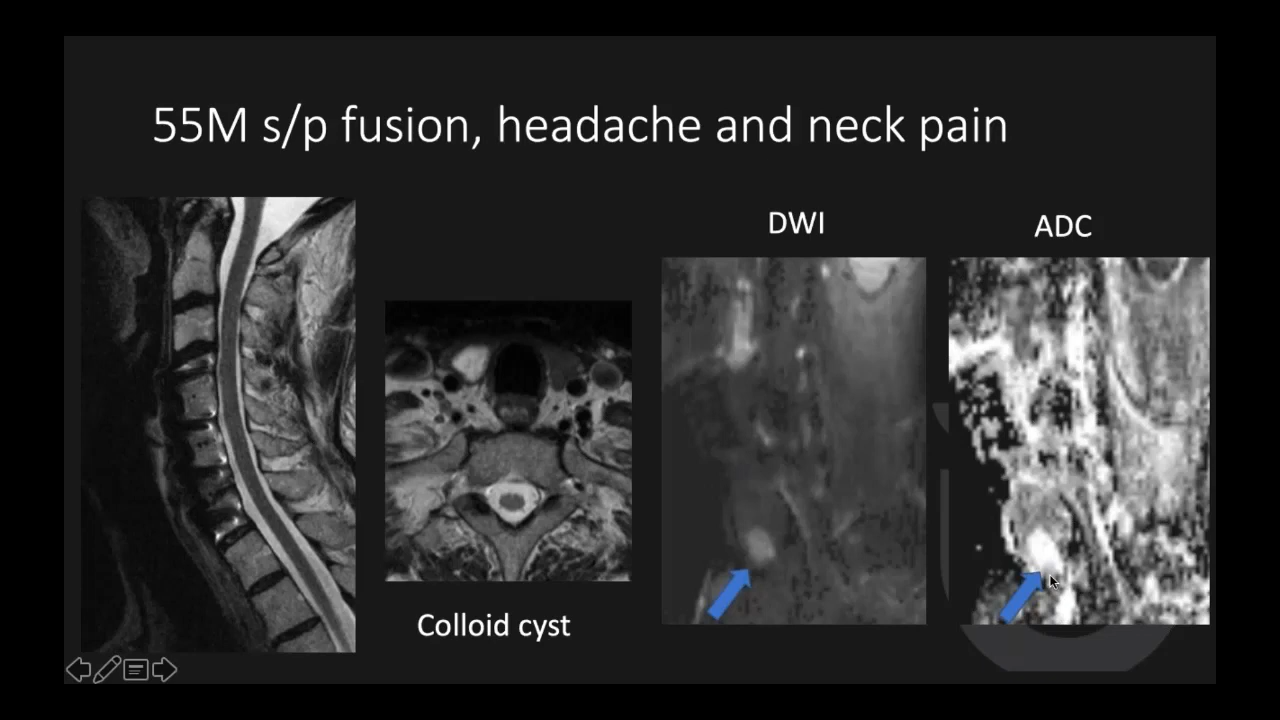 55M s/p fusion, headache and neck pain
DWI
ADC
Colloid cyst